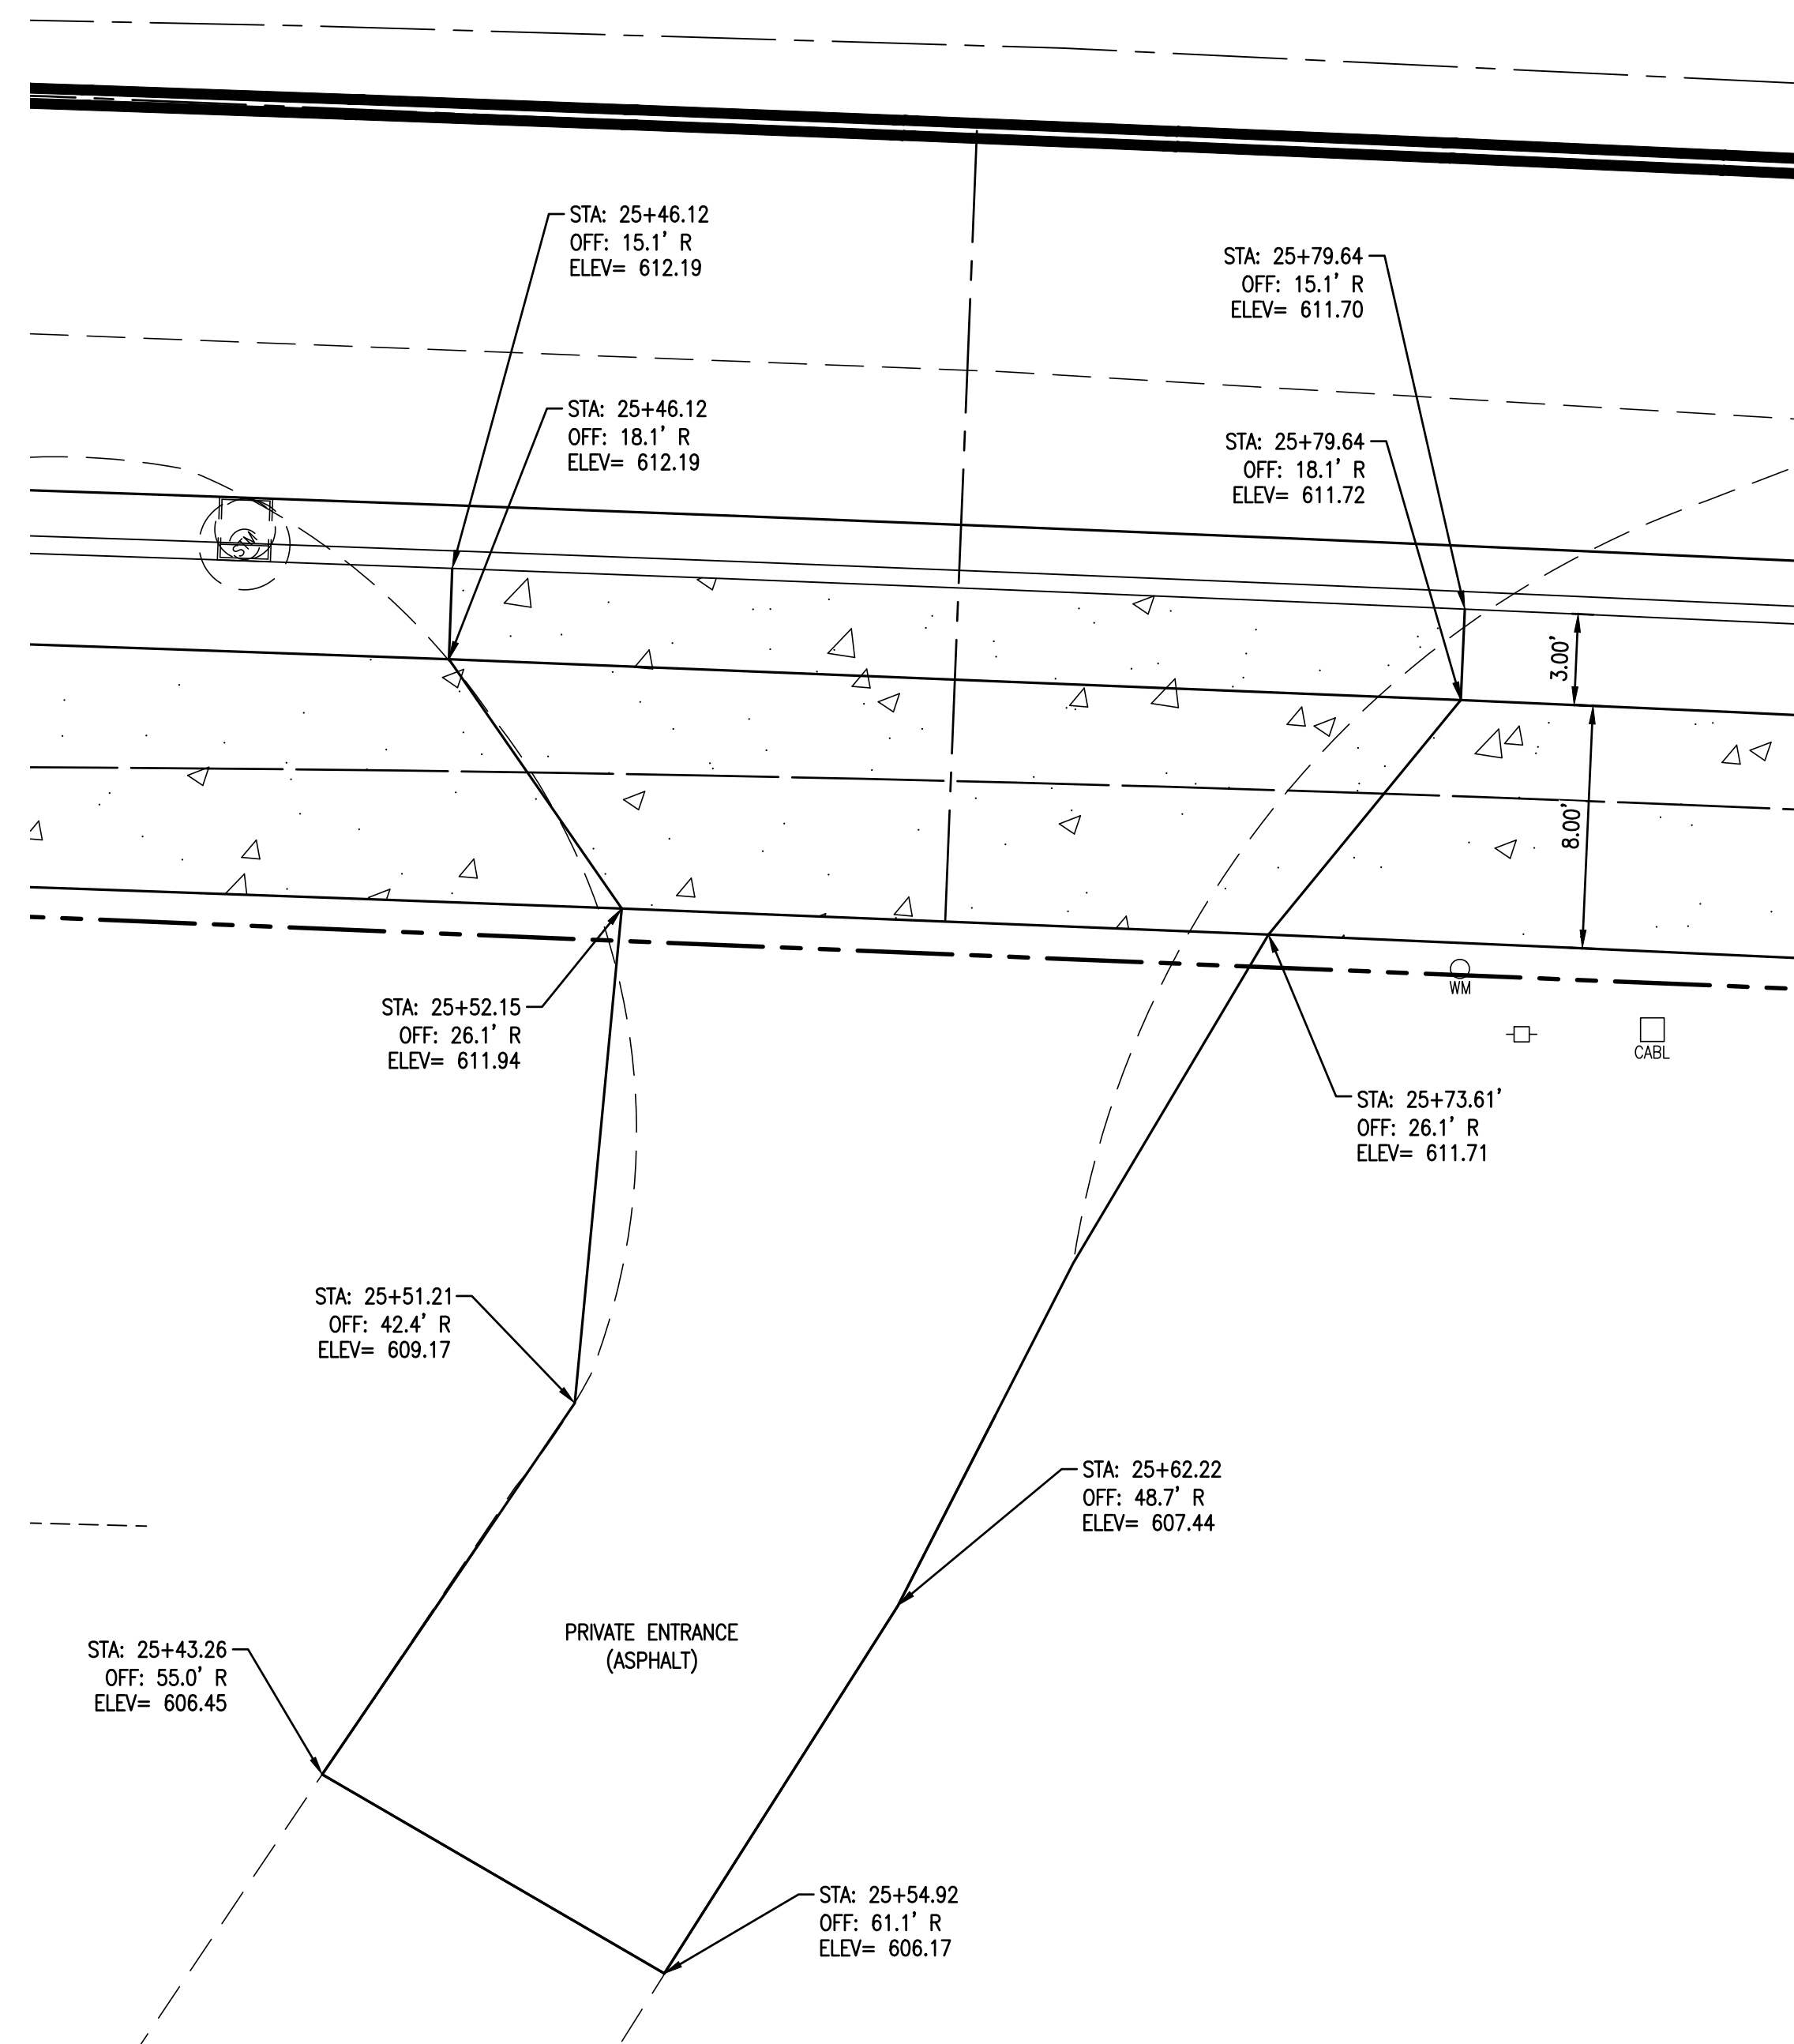 STA: 25+46.12
OFF: 15.1' R
ELEV= 612.19
STA: 25+79.64
OFF: 15.1' R
ELEV= 611.70
STA: 25+46.12
OFF: 18.1' R
ELEV= 612.19
STA: 25+79.64
OFF: 18.1' R
ELEV= 611.72
STM
3.00'
8.00'
WM
CABL
STA: 25+52.15
OFF: 26.1' R
ELEV= 611.94
STA: 25+73.61'
OFF: 26.1' R
ELEV= 611.71
STA: 25+51.21
OFF: 42.4' R
ELEV= 609.17
STA: 25+62.22
OFF: 48.7' R
ELEV= 607.44
PRIVATE ENTRANCE
(ASPHALT)
STA: 25+43.26
OFF: 55.0' R
ELEV= 606.45
STA: 25+54.92
OFF: 61.1' R
ELEV= 606.17